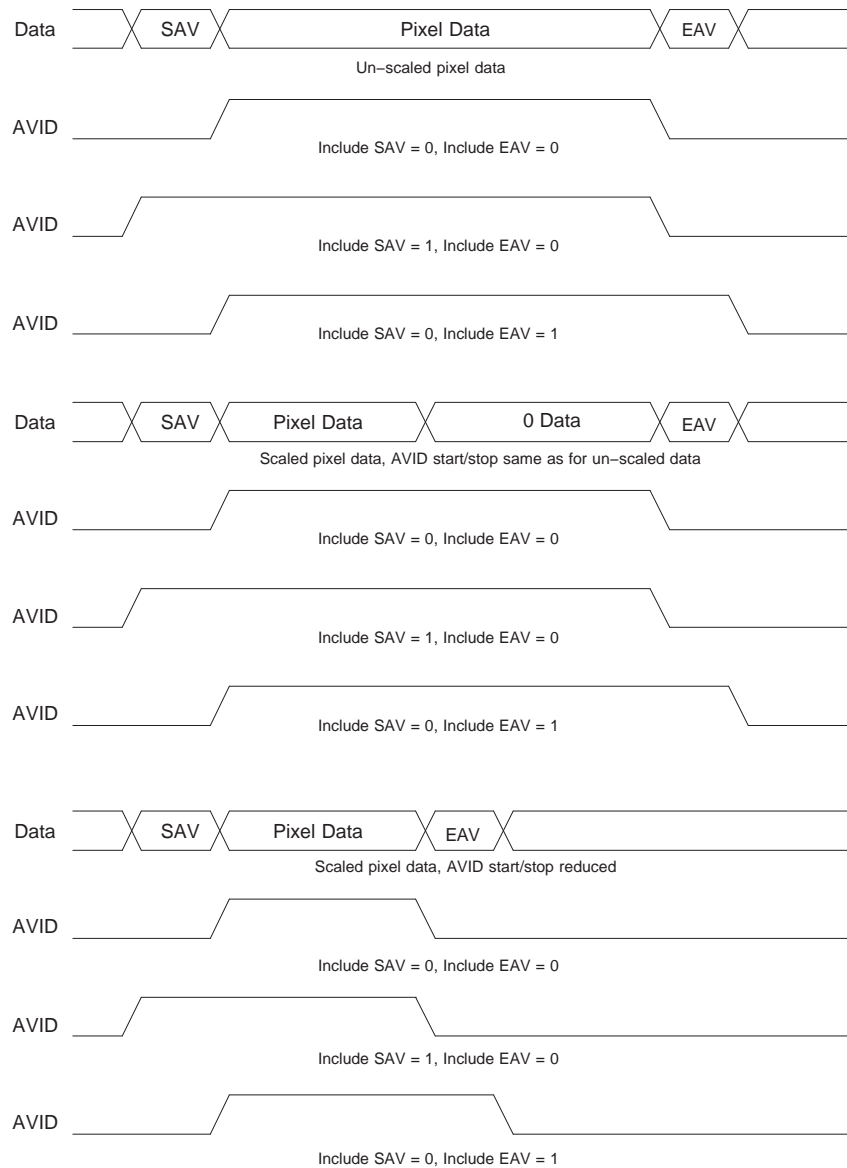 Data SAV Pixel Data EAV
Un−scaled pixel data
AVID
Include SAV = 0, Include EAV = 0
AVID
Include SAV = 1, Include EAV = 0
AVID
Include SAV = 0, Include EAV = 1
Data SAV Pixel Data 0 Data EAV
Scaled pixel data, AVID start/stop same as for un−scaled data
AVID
Include SAV = 0, Include EAV = 0
AVID
Include SAV = 1, Include EAV = 0
AVID
Include SAV = 0, Include EAV = 1
Data SAV Pixel Data EAV
Scaled pixel data, AVID start/stop reduced
AVID
Include SAV = 0, Include EAV = 0
AVID
Include SAV = 1, Include EAV = 0
AVID
Include SAV = 0, Include EAV = 1